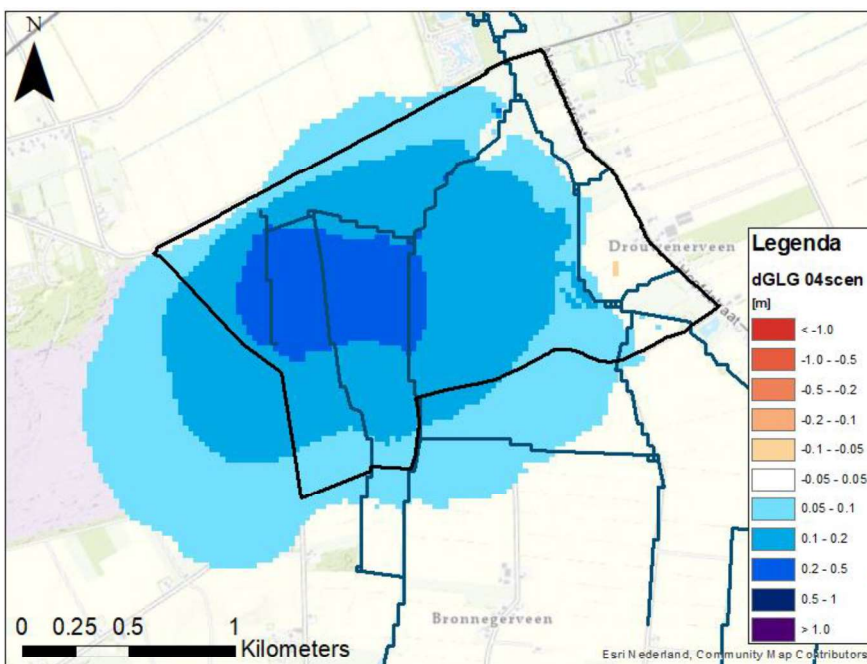 N
Drouwenerveen
Bronnegerveen
0 0.25 0.5 1
Kilometers
Legenda
dGLG 04scen
[m]
< -1.0
-1.0 - -0.5
-0.5 - -0.2
-0.2 - -0.1
-0.1 - -0.05
-0.05 - 0.05
0.05 - 0.1
0.1 - 0.2
0.2 - 0.5
0.5 - 1
> 1.0
Esri Nederland, Community Map Contributors